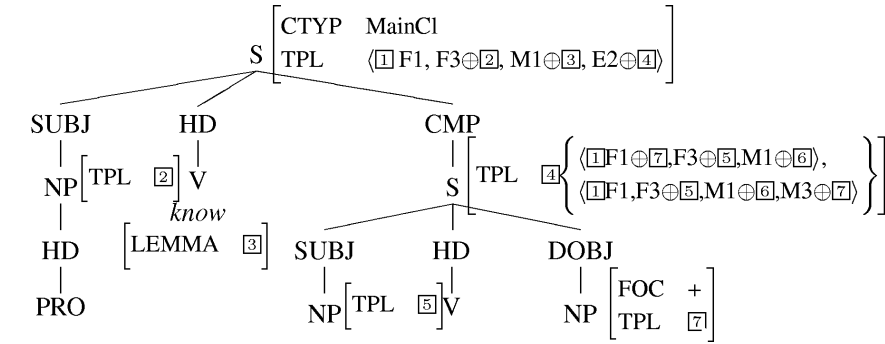 CTYP MainCl
S TPL ⟨1 F1, F3⊕2, M1⊕3, E2⊕4⟩
SUBJ HD CMP
NP TPL 2 V S TPL 4 ⟨1F1⊕7,F3⊕5,M1⊕6⟩,
⟨1F1,F3⊕5,M1⊕6,M3⊕7⟩
know
HD LEMMA 3 SUBJ HD DOBJ
PRO NP TPL 5 V NP FOC +
TPL 7